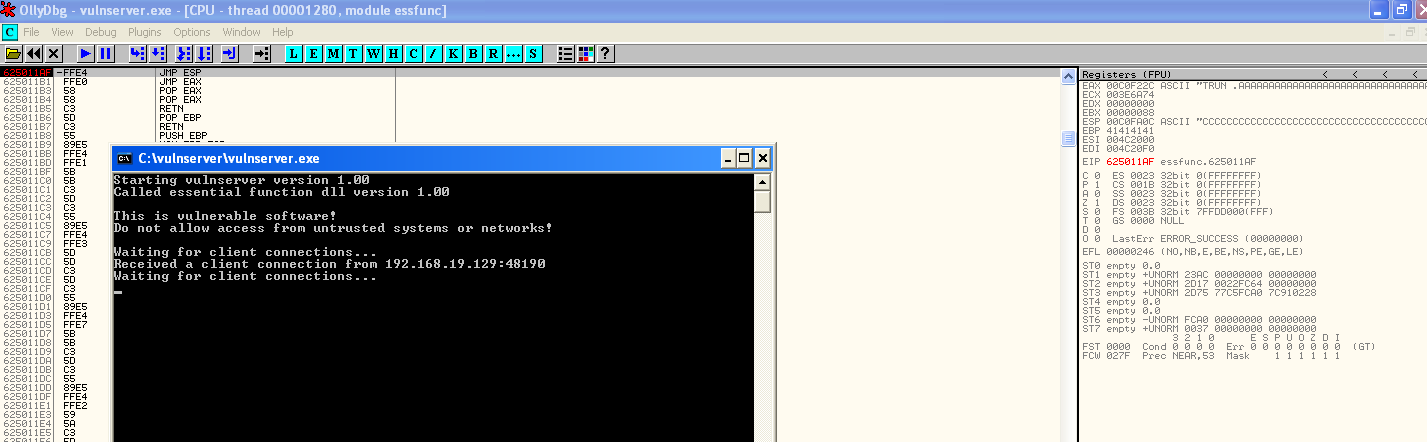 OllyDbg - vulnserver.exe - [CPU - thread 00001280, module essfunc]
C File View Debug Plugins Options Window Help
L E M T W H C / K B R ... S ?
625011AF -FFE4 JMP ESP
625011B1 FFE0 JMP EAX
625011B3 58 POP EAX
625011B4 58 POP EAX
625011B5 C3 RETN
625011B6 5D POP EBP
625011B7 C3 RETN
625011B8 55 PUSH EBP
625011B9 89E5
625011BB FFE4
625011BD FFE1
625011BF 5B
625011C0 5B
625011C1 C3
625011C2 5D
625011C3 C3
625011C4 55
625011C5 89E5
625011C7 FFE4
625011C9 FFE3
625011CB 5D
625011CC 5D
625011CD C3
625011CE 5D
625011CF C3
625011D0 55
625011D1 89E5
625011D3 FFE4
625011D5 FFE7
625011D7 5B
625011D8 5B
625011D9 C3
625011DA 5D
625011DB C3
625011DC 55
625011DD 89E5
625011DF FFE4
625011E1 FFE2
625011E3 59
625011E4 5A
625011E5 C3
C:\vulnserver\vulnserver.exe
Starting vulnserver version 1.00
Called essential function dll version 1.00
This is vulnerable software!
Do not allow access from untrusted systems or networks!
Waiting for client connections...
Received a client connection from 192.168.19.129:48190
Waiting for client connections...
Registers (FPU) < < < <
EAX 00C0F22C ASCII "TRUN .AAAAAAAAAAAAAAAAAAAAAAAAAAAA
ECX 003E6A74
EDX 00000000
EBX 00000088
ESP 00C0FA0C ASCII "CCCCCCCCCCCCCCCCCCCCCCCCCCCCCCCCCC
EBP 41414141
ESI 004C2000
EDI 004C20F0
EIP 625011AF essfunc.625011AF
C 0 ES 0023 32bit 0(FFFFFFFF)
P 1 CS 001B 32bit 0(FFFFFFFF)
A 0 SS 0023 32bit 0(FFFFFFFF)
Z 1 DS 0023 32bit 0(FFFFFFFF)
S 0 FS 003B 32bit 7FFDD000(FFF)
T 0 GS 0000 NULL
D 0
O 0 LastErr ERROR_SUCCESS (00000000)
EFL 00000246 (NO,NB,E,BE,NS,PE,GE,LE)
ST0 empty 0.0
ST1 empty +UNORM 23AC 00000000 00000000
ST2 empty +UNORM 2D17 0022FC64 00000000
ST3 empty +UNORM 2D75 77C5FCA0 7C910228
ST4 empty 0.0
ST5 empty 0.0
ST6 empty -UNORM FCA0 00000000 00000000
ST7 empty +UNORM 0037 00000000 00000000
3 2 1 0 E S P U O Z D I
FST 0000 Cond 0 0 0 0 Err 0 0 0 0 0 0 0 0 (GT)
FCW 027F Prec NEAR,53 Mask 1 1 1 1 1 1